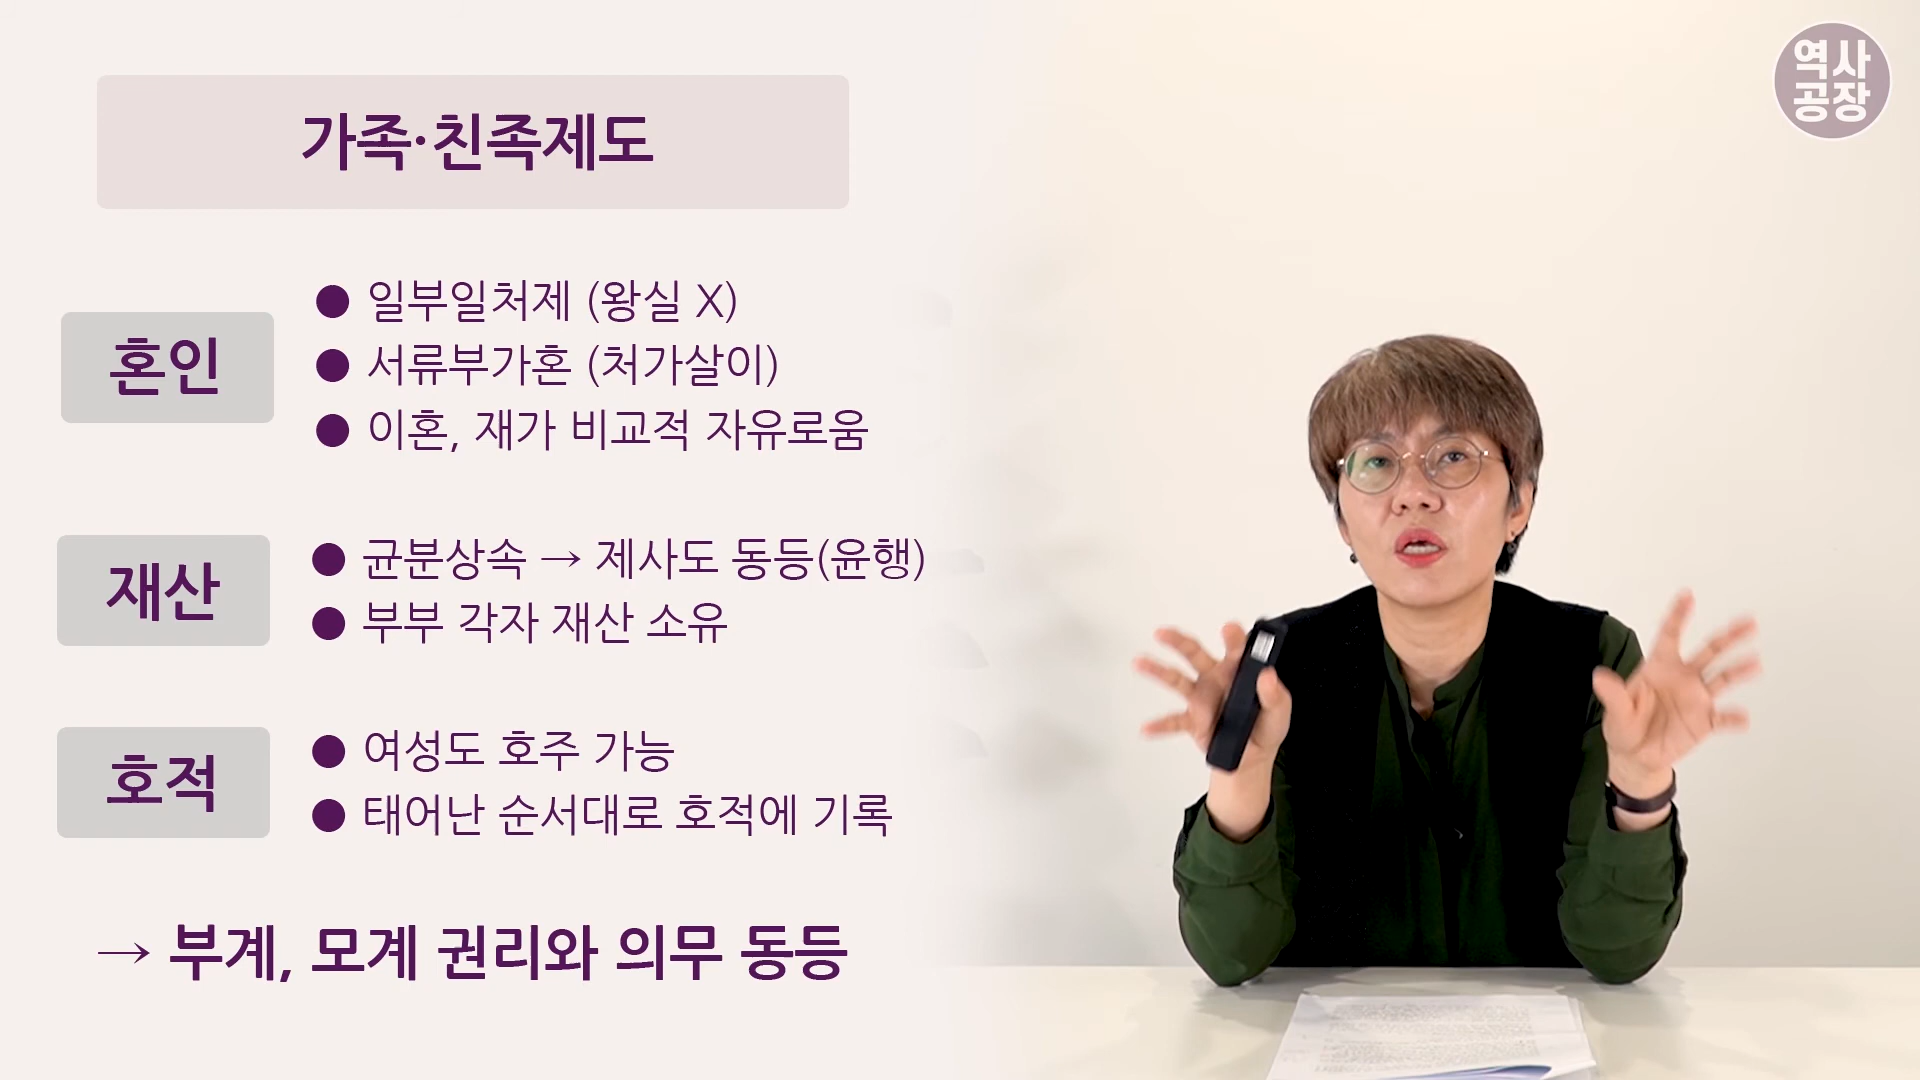 가족·친족제도
혼인
● 일부일처제 (왕실 X)
● 서류부가혼 (처가살이)
● 이혼, 재가 비교적 자유로움
재산
● 균분상속 → 제사도 동등(윤행)
● 부부 각자 재산 소유
호적
● 여성도 호주 가능
● 태어난 순서대로 호적에 기록
→ 부계, 모계 권리와 의무 동등
역사
공장